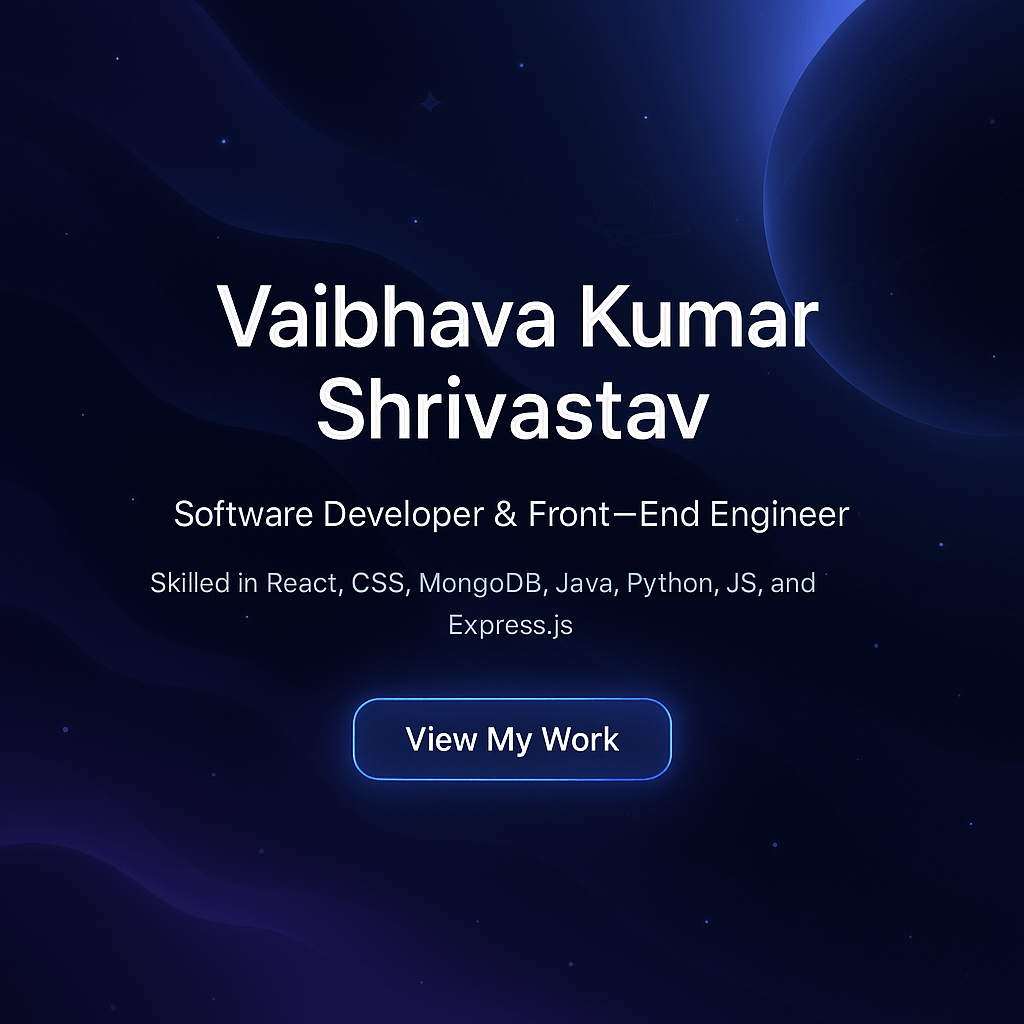 Vaibhava Kumar
Shrivastav
Software Developer & Front—End Engineer
Skilled in React, CSS, MongoDB, Java, Python, JS, and
Express.js
View My Work